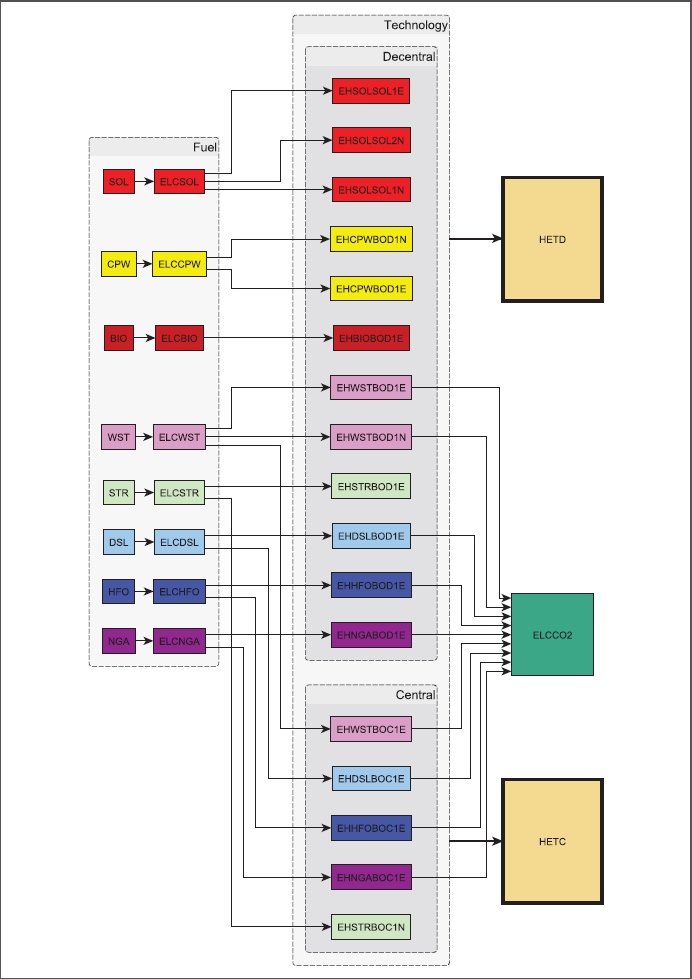 Technology
Decentral
EHSOLSOL1E
EHSOLSOL2N
Fuel
SOL
ELCSOL
EHSOLSOL1N
HETD
CPW
ELCCPW
EHCPWBOD1N
EHCPWBOD1E
BIO
ELCBIO
EHBIOBOD1E
EHWSTBOD1E
WST
ELCWST
EHWSTBOD1N
STR
ELCSTR
EHSTRBOD1E
DSL
ELCDSL
EHDSLBOD1E
HFO
ELCHFO
EHHFOBOD1E
NGA
ELCNGA
EHNGABOD1E
ELCCO2
Central
EHWSTBOC1E
EHDSLBOC1E
EHHFOBOC1E
HETC
EHNGABOC1E
EHSTRBOC1N